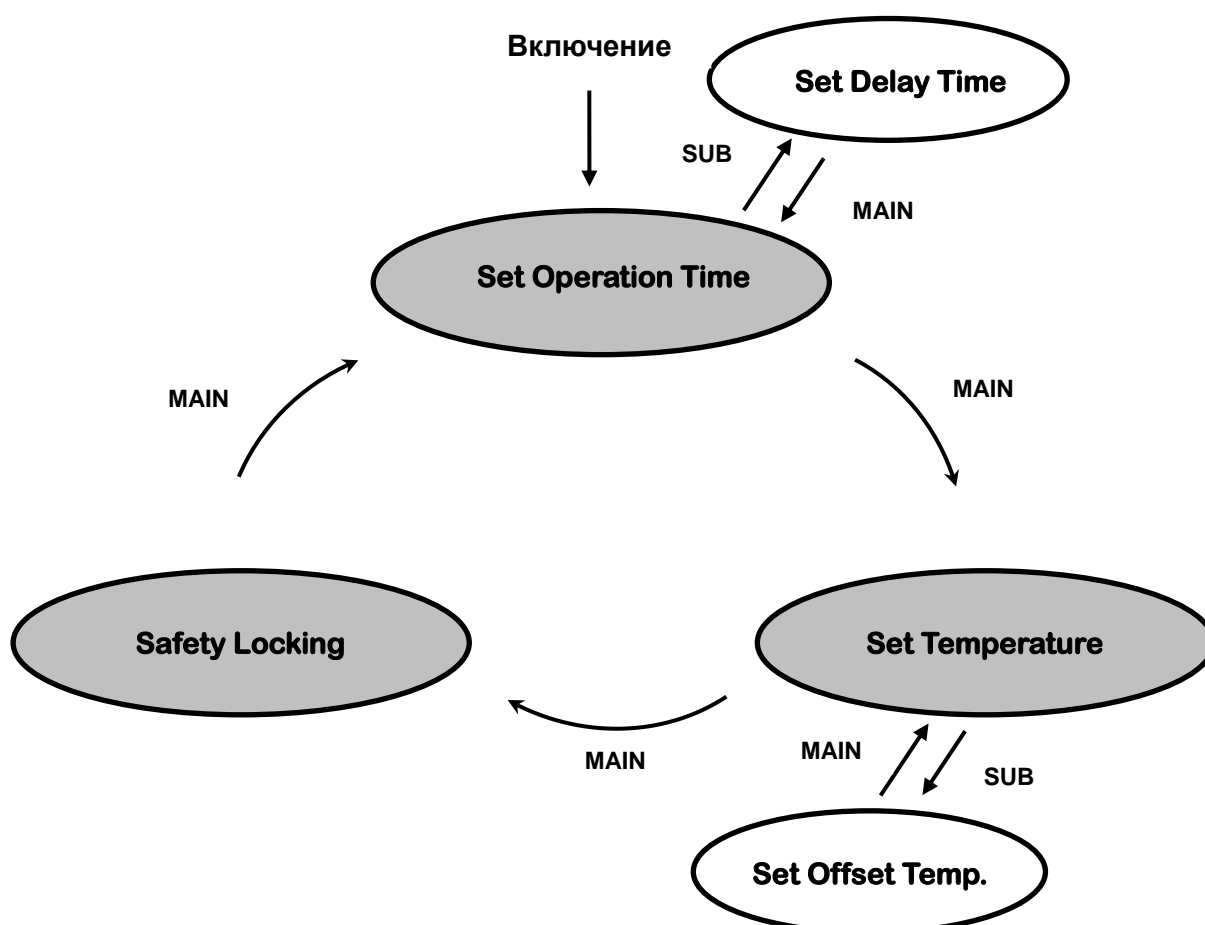 Включение
Set Delay Time
SUB
MAIN
Set Operation Time
MAIN
MAIN
Safety Locking
Set Temperature
MAIN
MAIN
SUB
Set Offset Temp.